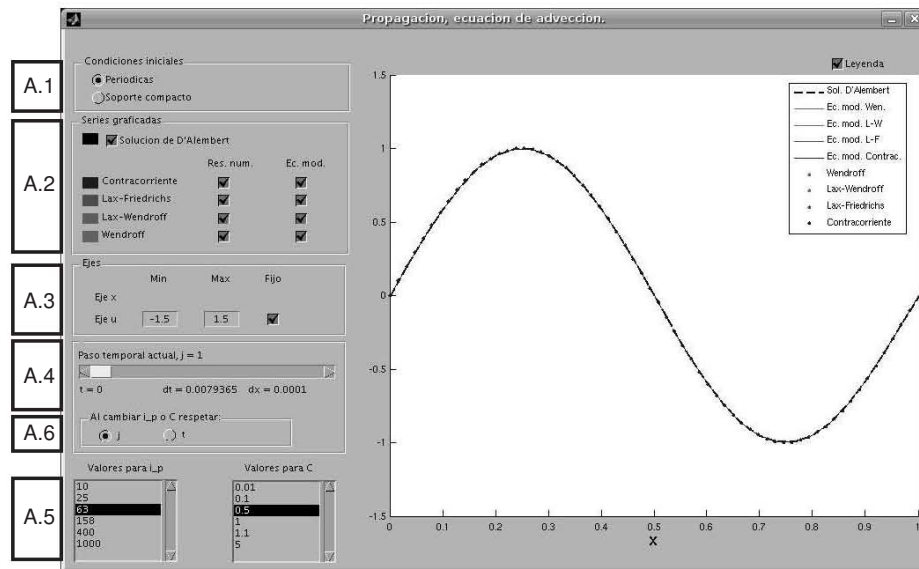 Propagacion, ecuacion de adveccion.
A.1
Condiciones iniciales
Periodicas
Soporte compacto
A.2
Series graficadas
Solucion de D'Alembert
Res. num. Ec. mod.
Contracorriente
Lax-Friedrichs
Lax-Wendroff
Wendroff
A.3
Ejes
Min Max Fijo
Eje x
Eje u -1.5 1.5
A.4
Paso temporal actual, j = 1
t = 0 dt = 0.0079365 dx = 0.0001
A.6
Al cambiar i_p o C respetar:
j t
A.5
Valores para i_p
10
25
63
158
400
1000
Valores para C
0.01
0.1
0.5
1
1.1
5
Leyenda
Sol. D'Alembert
Ec. mod. Wen.
Ec. mod. L-W
Ec. mod. L-F
Ec. mod. Contrac.
Wendroff
Lax-Wendroff
Lax-Friedrichs
Contracorriente
1.5
1
0.5
0
-0.5
-1
-1.5
0 0.1 0.2 0.3 0.4 0.5 0.6 0.7 0.8 0.9 1
X